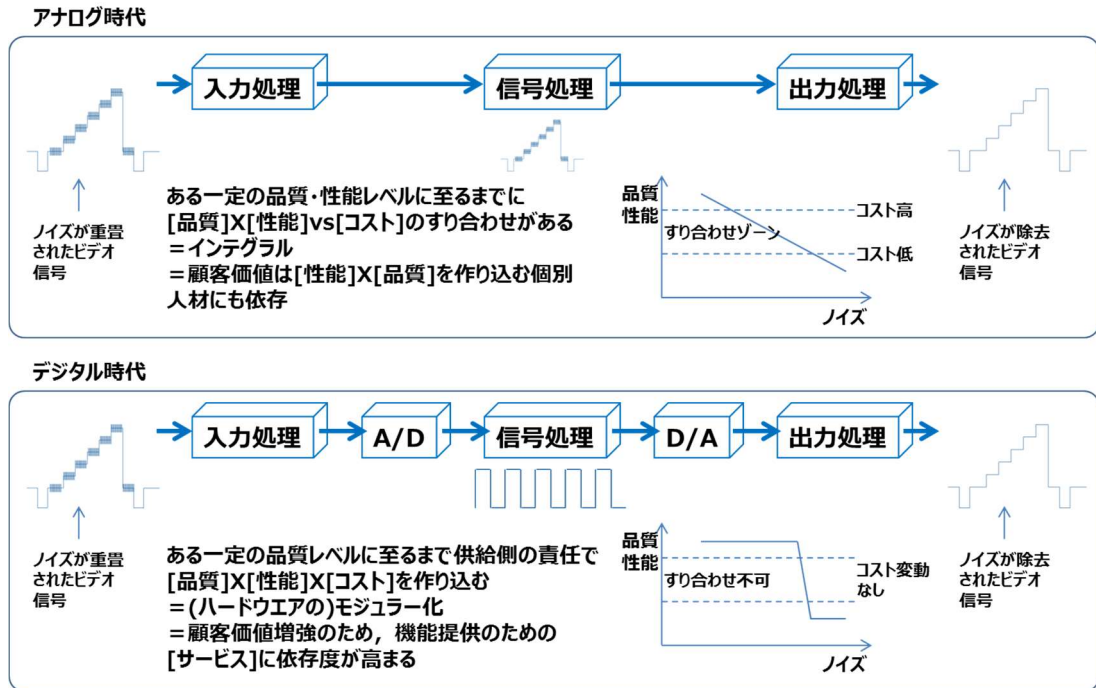 アナログ時代
入力処理
信号処理
出力処理
ノイズが重畳
されたビデオ
信号
ある一定の品質・性能レベルに至るまでに
[品質]X[性能]vs[コスト]のすり合わせがある
＝インテグラル
＝顧客価値は[性能]X[品質]を作り込む個別
人材にも依存
品質
性能
コスト高
すり合わせゾーン
コスト低
ノイズ
ノイズが除去
されたビデオ
信号
デジタル時代
入力処理
A/D
信号処理
D/A
出力処理
ノイズが重畳
されたビデオ
信号
ある一定の品質レベルに至るまで供給側の責任で
[品質]X[性能]X[コスト]を作り込む
＝(ハードウエアの)モジュラー化
＝顧客価値増強のため，機能提供のための
[サービス]に依存度が高まる
品質
性能
すり合わせ不可
コスト変動
なし
ノイズ
ノイズが除去
されたビデオ
信号